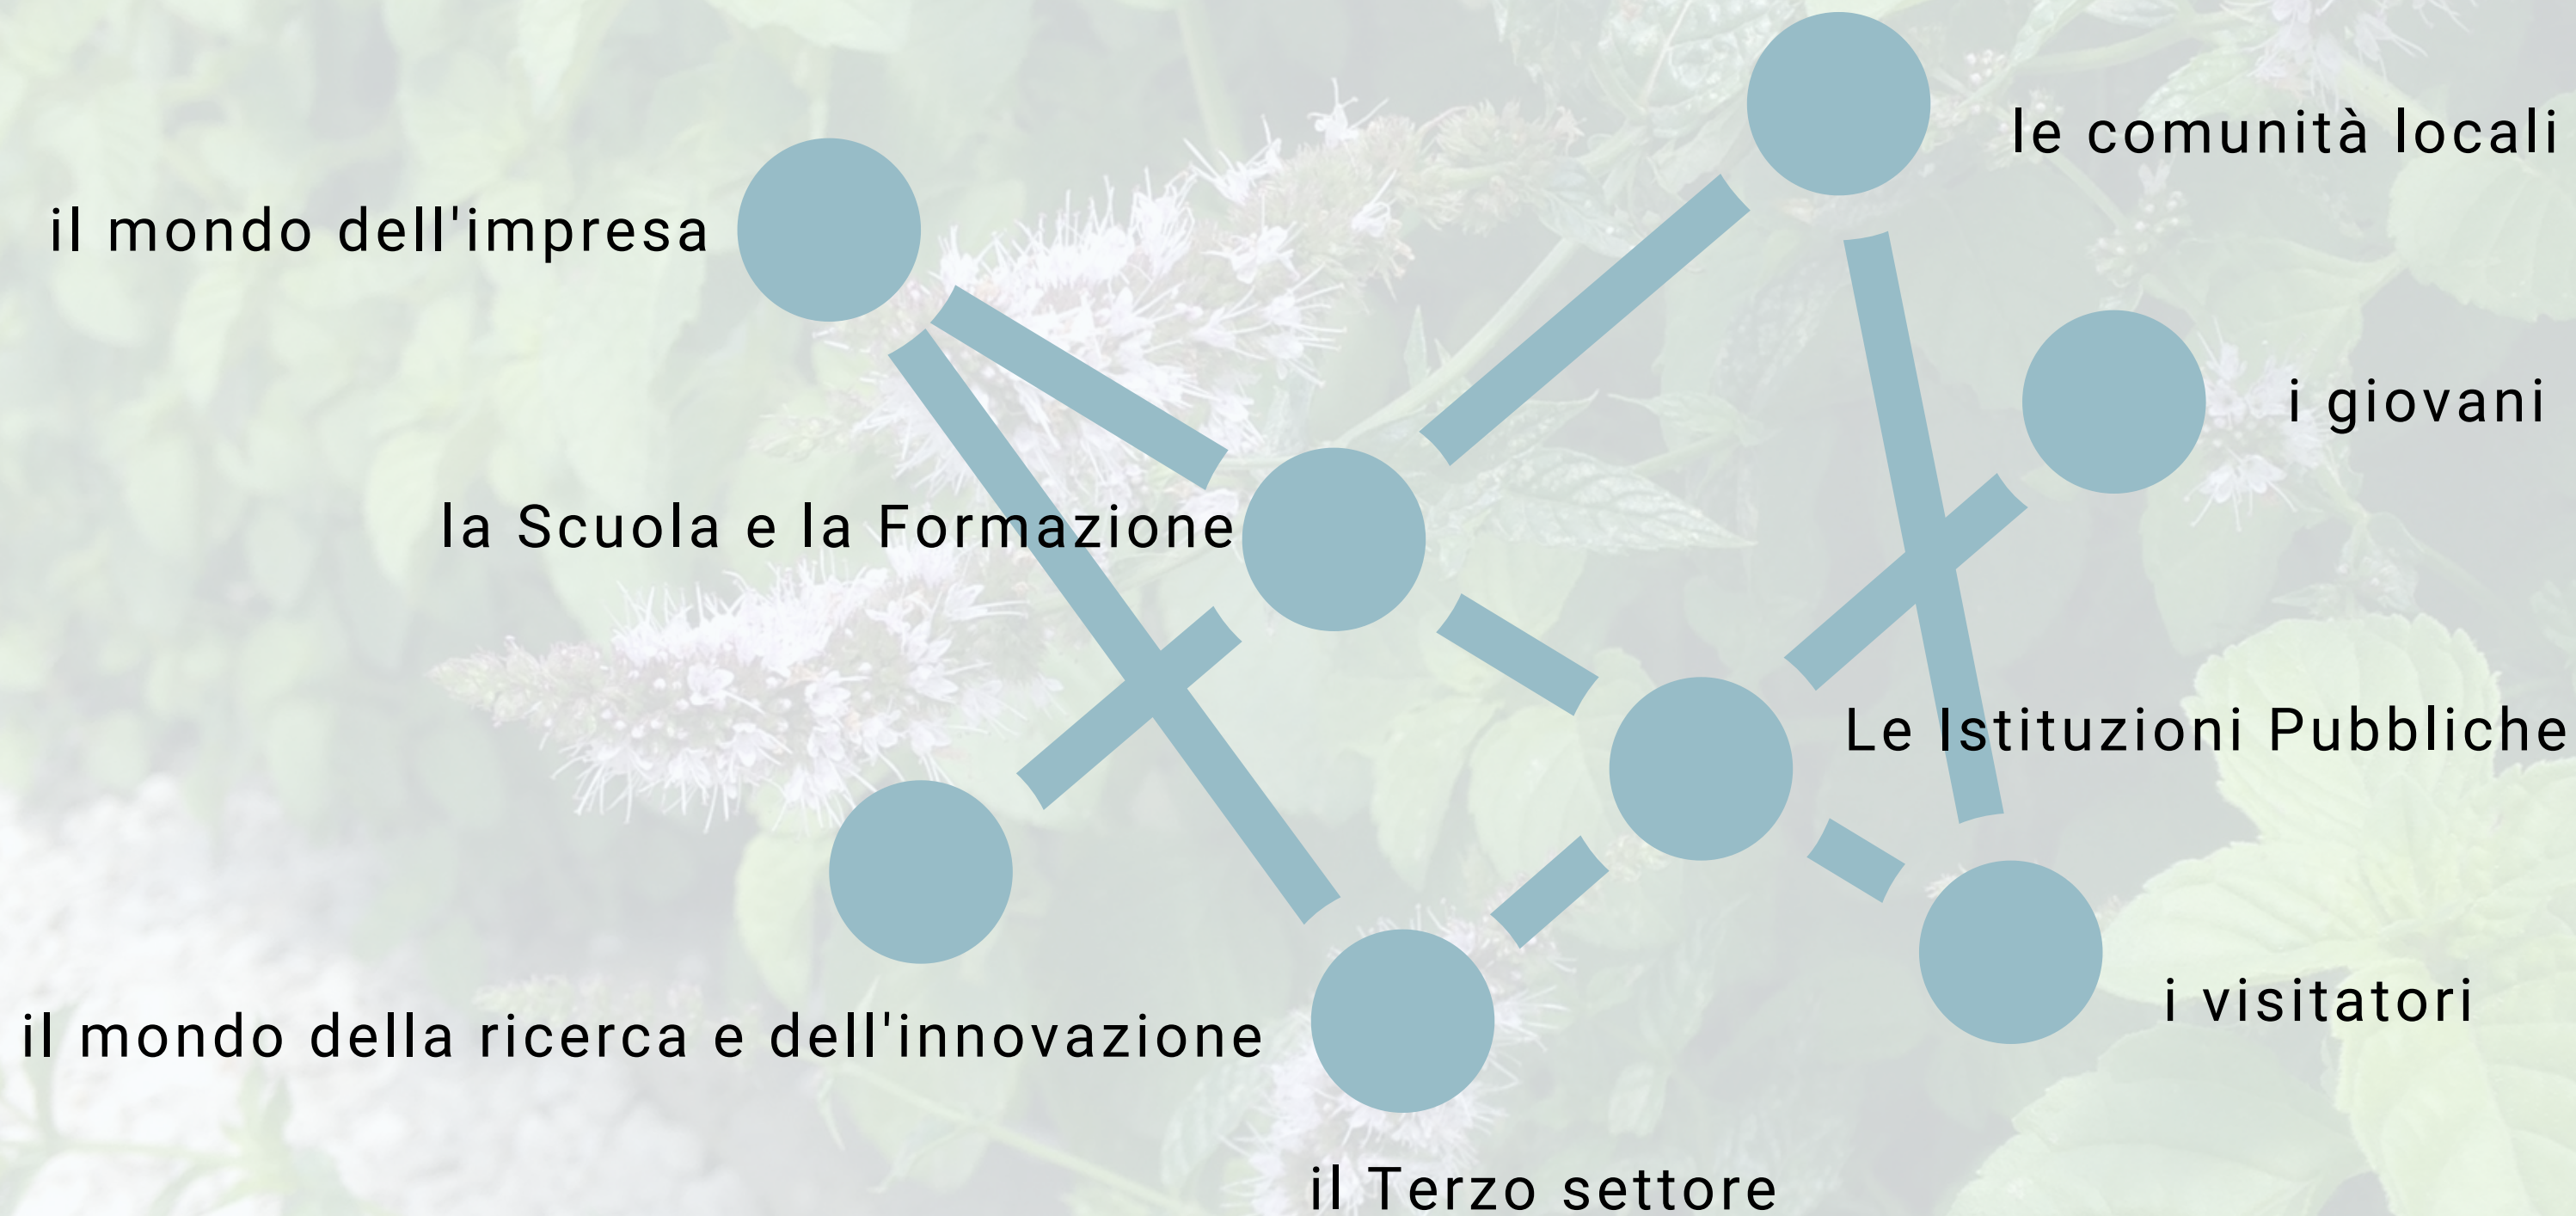 le comunità locali
il mondo dell'impresa
i giovani
la Scuola e la Formazione
Le Istituzioni Pubbliche
i visitatori
il mondo della ricerca e dell'innovazione
il Terzo settore